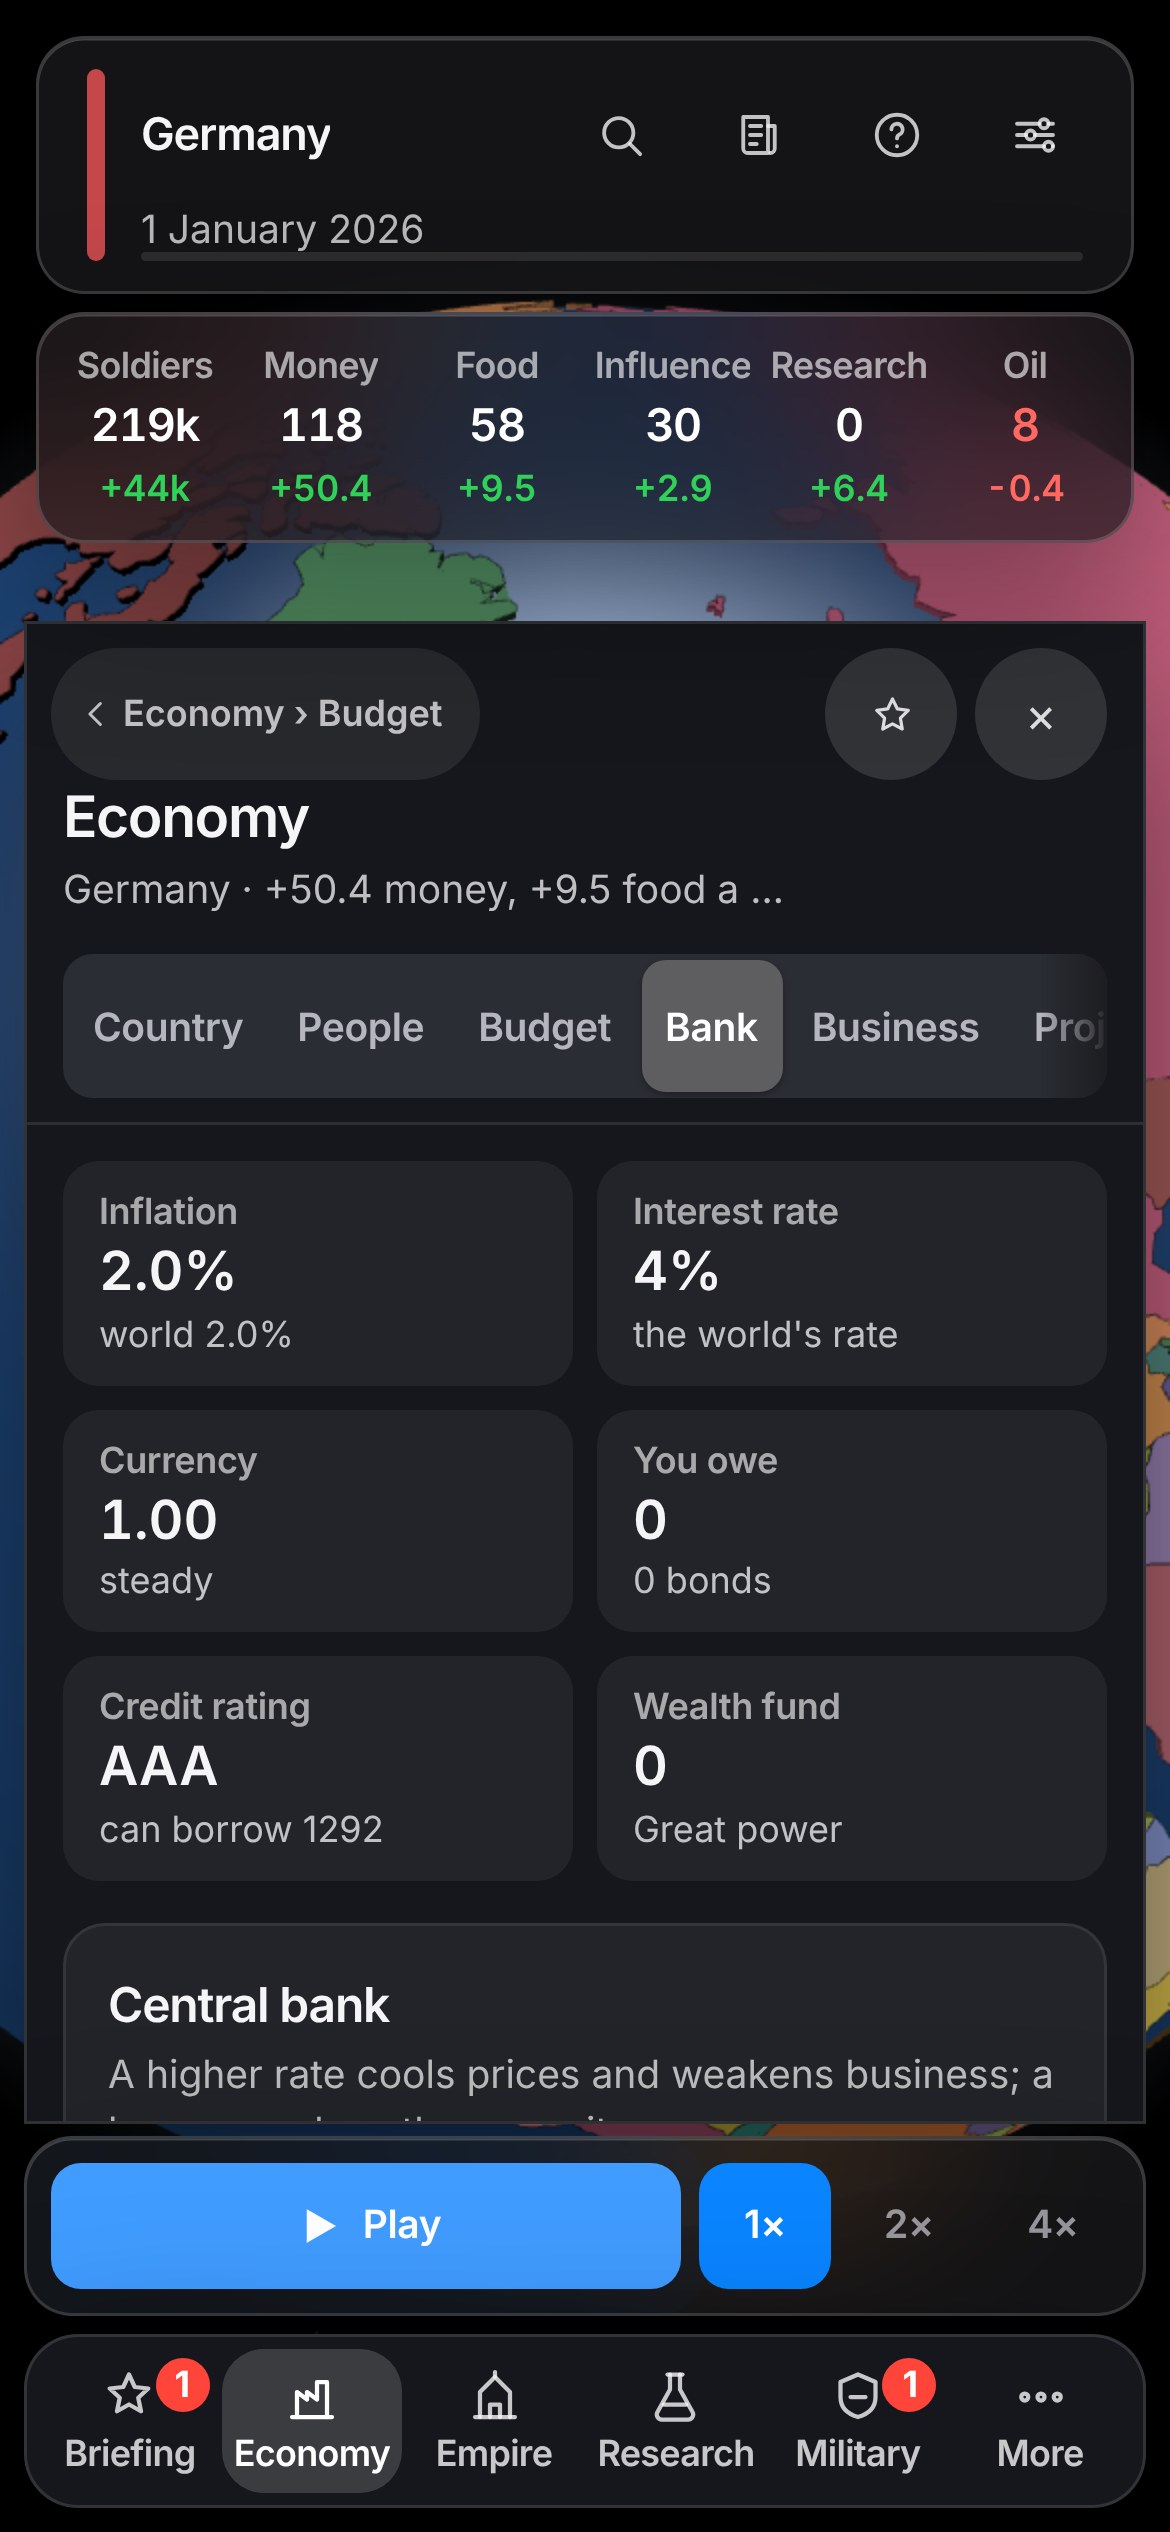 Germany
1 January 2026
Soldiers Money Food Influence Research Oil
219k 118 58 30 0 8
+44k +50.4 +9.5 +2.9 +6.4 -0.4
Economy › Budget
Economy
Germany · +50.4 money, +9.5 food a ...
Country People Budget Bank Business Proj
Inflation
2.0%
world 2.0%
Interest rate
4%
the world's rate
Currency
1.00
steady
You owe
0
0 bonds
Credit rating
AAA
can borrow 1292
Wealth fund
0
Great power
Central bank
A higher rate cools prices and weakens business; a
Play 1× 2× 4×
1 1
Briefing Economy Empire Research Military More